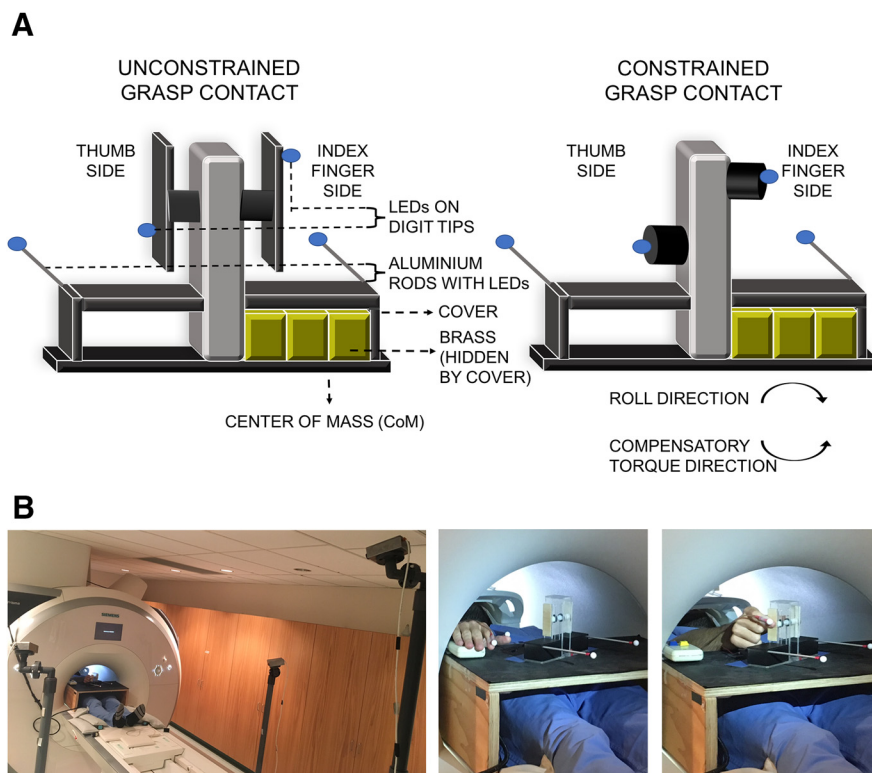 A
UNCONSTRAINED
GRASP CONTACT
CONSTRAINED
GRASP CONTACT
THUMB
SIDE
INDEX
FINGER
SIDE
THUMB
SIDE
INDEX
FINGER
SIDE
LEDs ON
DIGIT TIPS
ALUMINIUM
RODS WITH LEDs
COVER
BRASS
(HIDDEN
BY COVER)
CENTER OF MASS (CoM)
ROLL DIRECTION
COMPENSATORY
TORQUE DIRECTION
B
SIEMENS